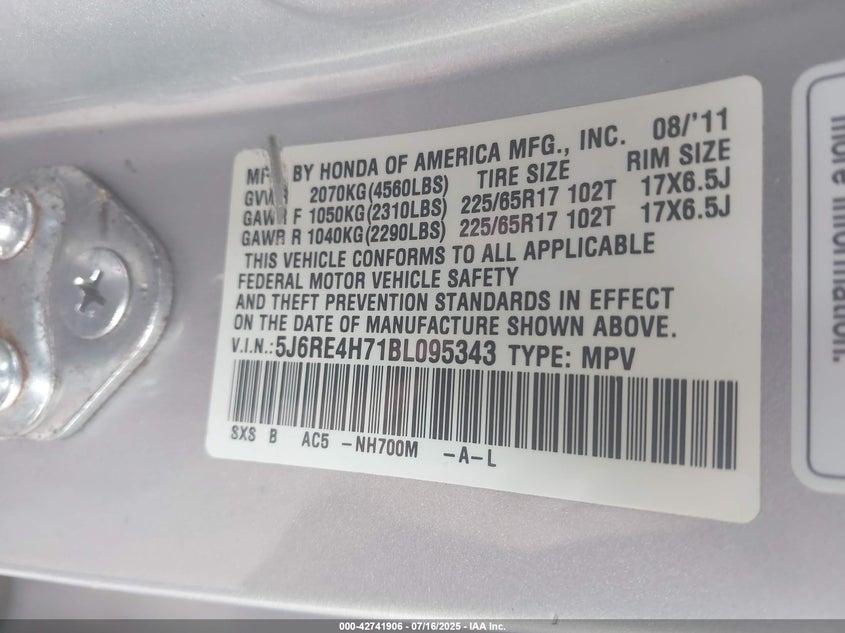 MFD BY HONDA OF AMERICA MFG., INC. 08/'11
GVWR 2070KG(4560LBS) TIRE SIZE RIM SIZE
GAWR F 1050KG(2310LBS) 225/65R17 102T 17X6.5J
GAWR R 1040KG(2290LBS) 225/65R17 102T 17X6.5J
THIS VEHICLE CONFORMS TO ALL APPLICABLE
FEDERAL MOTOR VEHICLE SAFETY
AND THEFT PREVENTION STANDARDS IN EFFECT
ON THE DATE OF MANUFACTURE SHOWN ABOVE.
V.I.N.:5J6RE4H71BL095343 TYPE: MPV
SXS B AC5 -NH700M -A-L
more information.
000-42741906 - 07/16/2025 - IAA Inc.